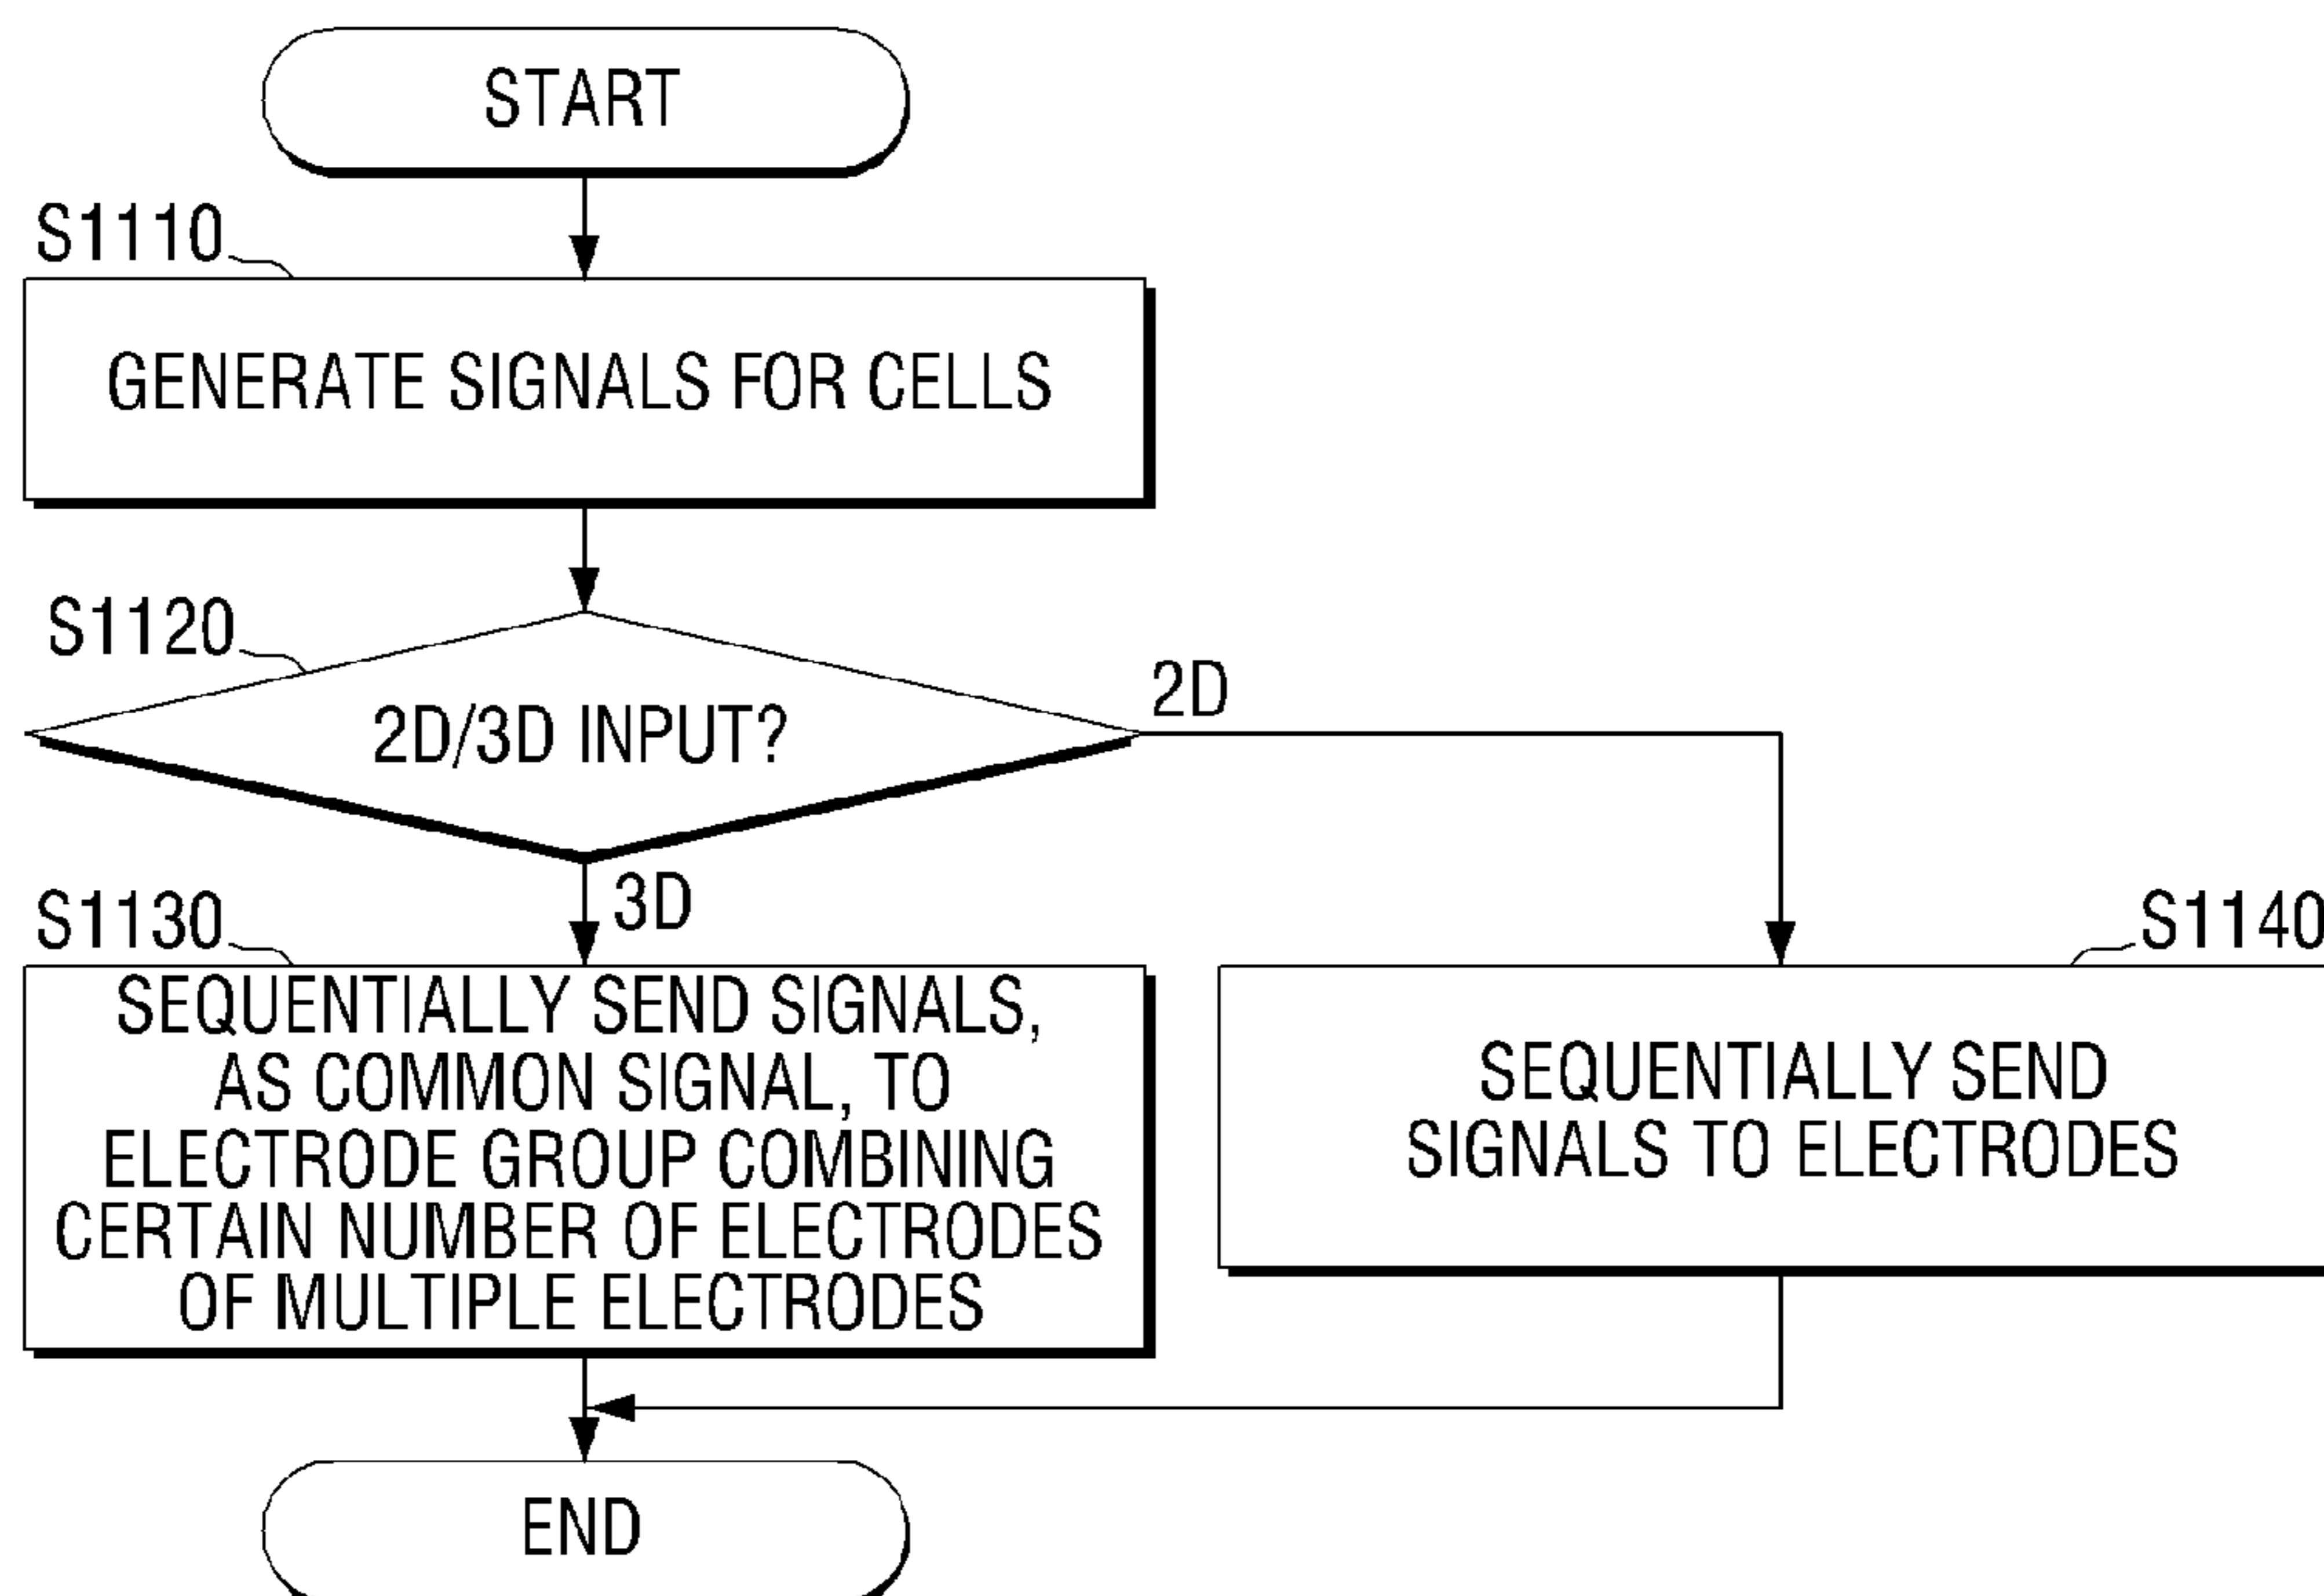 START
S1110
GENERATE SIGNALS FOR CELLS
S1120
2D/3D INPUT?
2D
3D
S1130
SEQUENTIALLY SEND SIGNALS,
AS COMMON SIGNAL, TO
ELECTRODE GROUP COMBINING
CERTAIN NUMBER OF ELECTRODES
OF MULTIPLE ELECTRODES
S1140
SEQUENTIALLY SEND
SIGNALS TO ELECTRODES
END